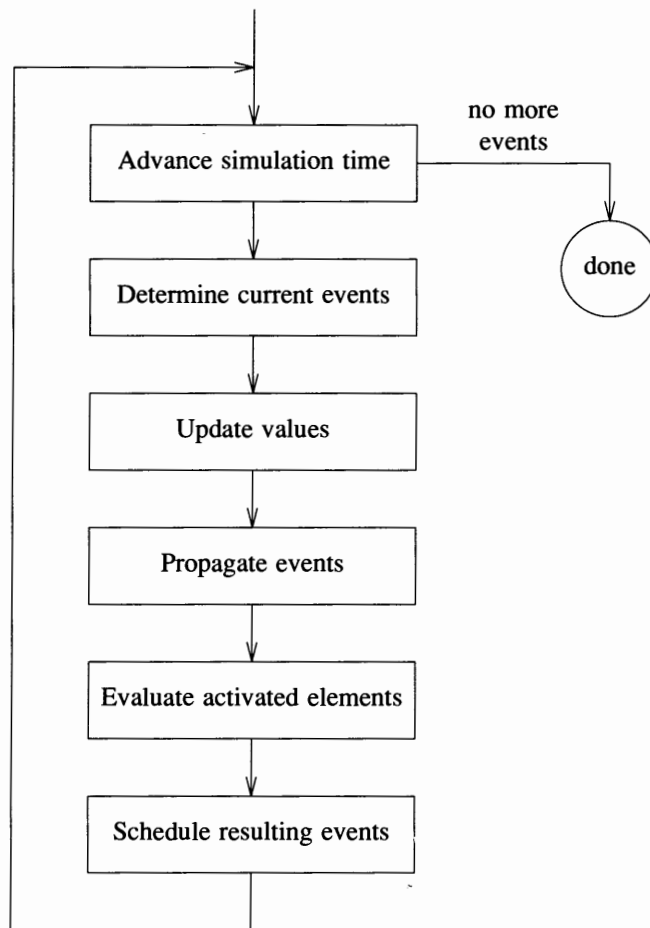 no more
events
Advance simulation time
done
Determine current events
Update values
Propagate events
Evaluate activated elements
Schedule resulting events